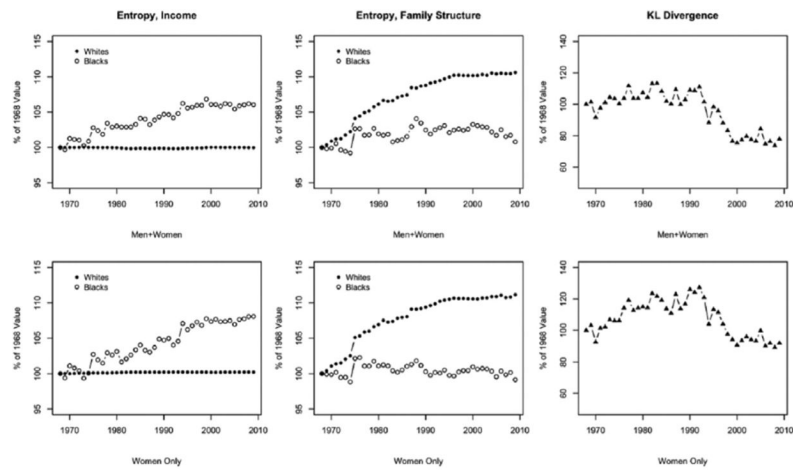 Entropy, Income
% of 1968 Value
115
110
105
100
95
Whites
Blacks
1970 1980 1990 2000 2010
Men+Women
Entropy, Family Structure
% of 1968 Value
115
110
105
100
95
Whites
Blacks
1970 1980 1990 2000 2010
Men+Women
KL Divergence
% of 1968 Value
140
120
100
80
60
1970 1980 1990 2000 2010
Men+Women
% of 1968 Value
115
110
105
100
95
Whites
Blacks
1970 1980 1990 2000 2010
Women Only
% of 1968 Value
115
110
105
100
95
Whites
Blacks
1970 1980 1990 2000 2010
Women Only
% of 1968 Value
140
120
100
80
60
1970 1980 1990 2000 2010
Women Only